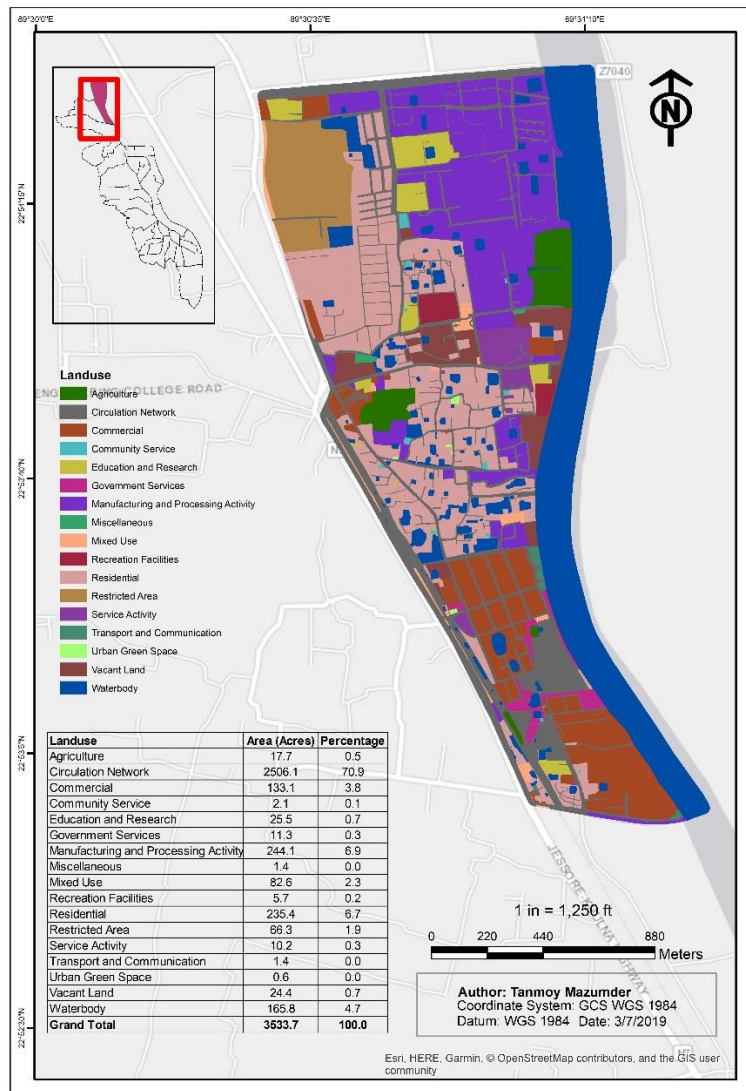 89°30'0"E 89°30'35"E 89°31'10"E
Z7040
N
22°54'15"N
Landuse
ENG RING COLLEGE ROAD
Agriculture
Circulation Network
Commercial
Community Service
Education and Research
Government Services
Manufacturing and Processing Activity
Miscellaneous
Mixed Use
Recreation Facilities
Residential
Restricted Area
Service Activity
Transport and Communication
Urban Green Space
Vacant Land
Waterbody
22°53'40"N
22°53'5"N
Landuse Area (Acres) Percentage
Agriculture 17.7 0.5
Circulation Network 2506.1 70.9
Commercial 133.1 3.8
Community Service 2.1 0.1
Education and Research 25.5 0.7
Government Services 11.3 0.3
Manufacturing and Processing Activity 244.1 6.9
Miscellaneous 1.4 0.0
Mixed Use 82.6 2.3
Recreation Facilities 5.7 0.2
Residential 235.4 6.7
Restricted Area 66.3 1.9
Service Activity 10.2 0.3
Transport and Communication 1.4 0.0
Urban Green Space 0.6 0.0
Vacant Land 24.4 0.7
Waterbody 165.8 4.7
Grand Total 3533.7 100.0
JESSORE KHULNA HIGHWAY
1 in = 1,250 ft
0 220 440 880
Meters
Author: Tanmoy Mazumder
Coordinate System: GCS WGS 1984
Datum: WGS 1984 Date: 3/7/2019
N7
22°52'30"N
Esri, HERE, Garmin, © OpenStreetMap contributors, and the GIS user
community